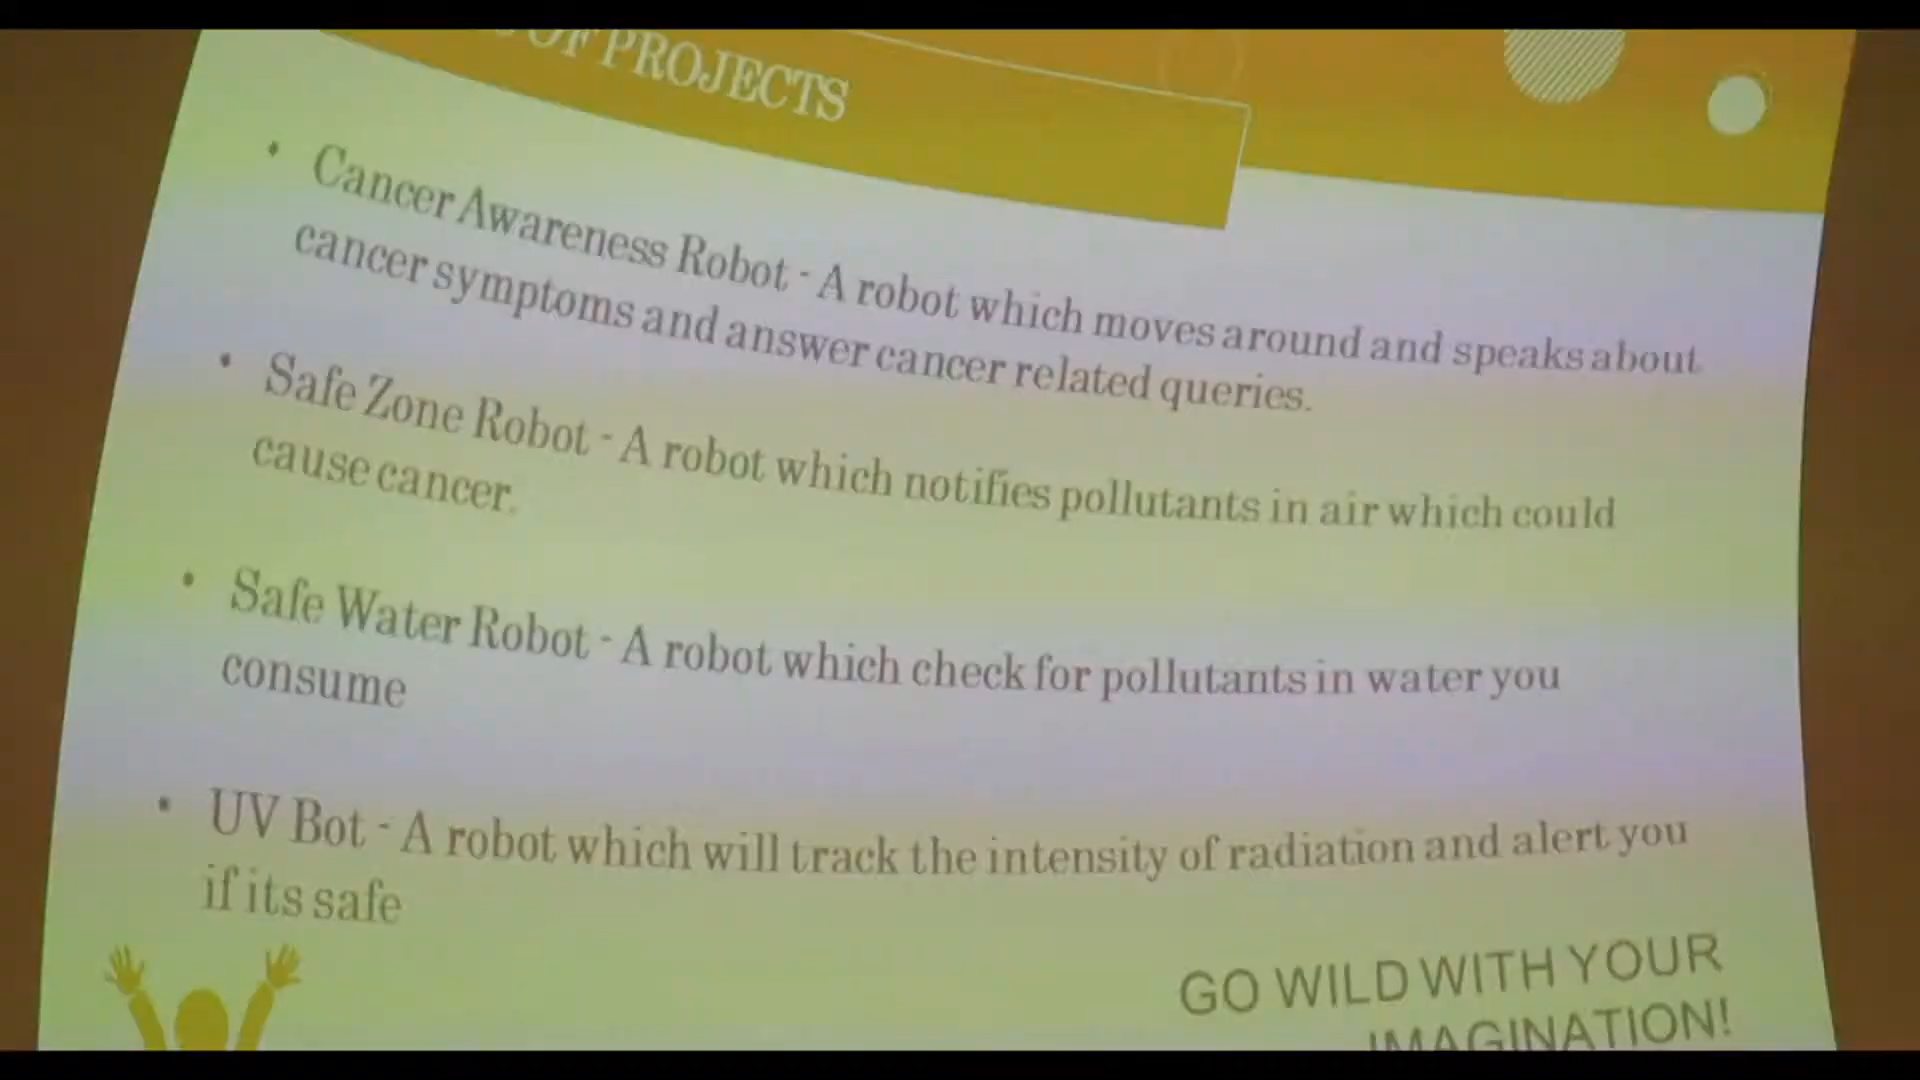 OF PROJECTS
• Cancer Awareness Robot - A robot which moves around and speaks about
cancer symptoms and answer cancer related queries.
• Safe Zone Robot - A robot which notifies pollutants in air which could
cause cancer.
• Safe Water Robot - A robot which check for pollutants in water you
consume
• UV Bot - A robot which will track the intensity of radiation and alert you
if its safe
GO WILD WITH YOUR
IMAGINATION!